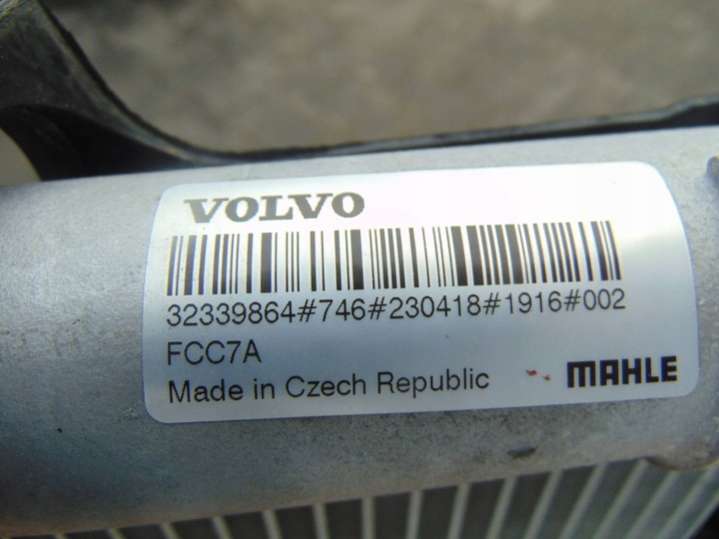 VOLVO
32339864#746#230418#1916#002
FCC7A
Made in Czech Republic
MAHLE